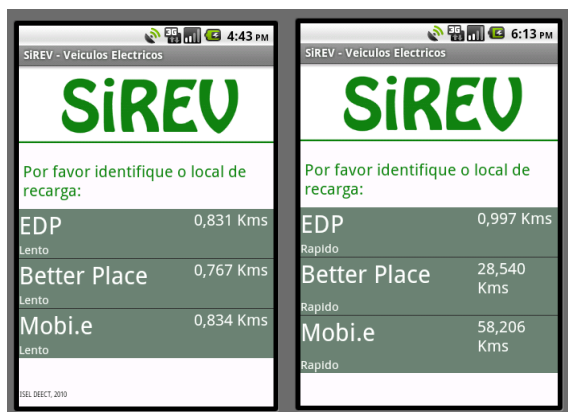 3G 4:43 PM
SiREV - Veiculos Electricos
SiREV
Por favor identifique o local de
recarga:
EDP 0,831 Kms
Lento
Better Place 0,767 Kms
Lento
Mobi.e 0,834 Kms
Lento
ISEL DEECT, 2010
3G 6:13 PM
SiREV - Veiculos Electricos
SiREV
Por favor identifique o local de
recarga:
EDP 0,997 Kms
Rapido
Better Place 28,540
Kms
Rapido
Mobi.e 58,206
Kms
Rapido